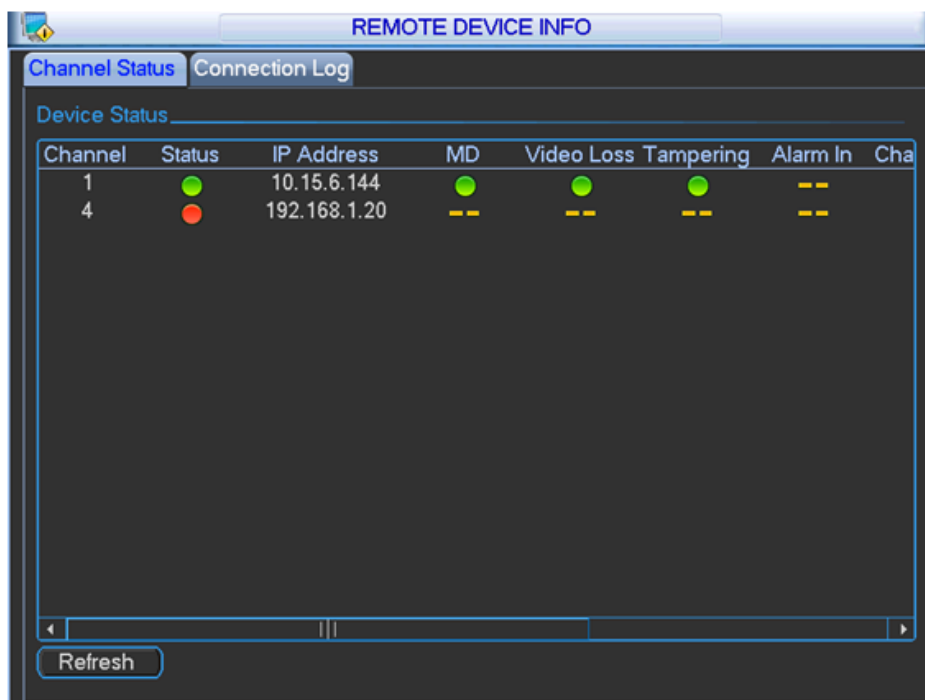 REMOTE DEVICE INFO
Channel Status Connection Log
Device Status
Channel Status IP Address MD Video Loss Tampering Alarm In Cha
1 10.15.6.144 --
4 192.168.1.20 -- -- -- --
Refresh